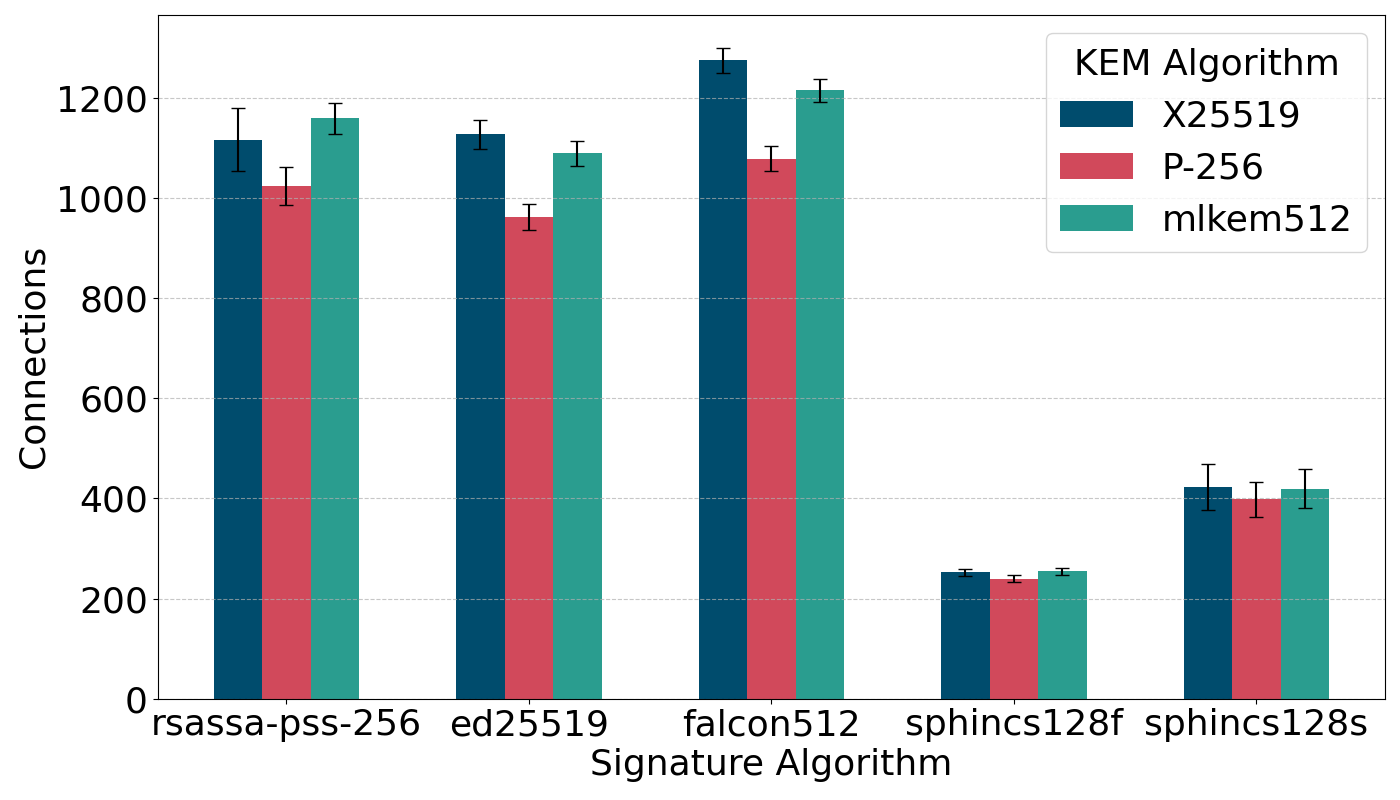 KEM Algorithm
X25519
P-256
mlkem512
Connections
1200
1000
800
600
400
200
0
rsassa-pss-256 ed25519 falcon512 sphincs128f sphincs128s
Signature Algorithm